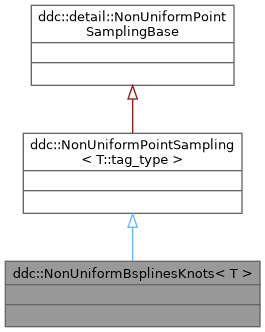 ddc::detail::NonUniformPoint
SamplingBase
ddc::NonUniformPointSampling
< T::tag_type >
ddc::NonUniformBsplinesKnots< T >